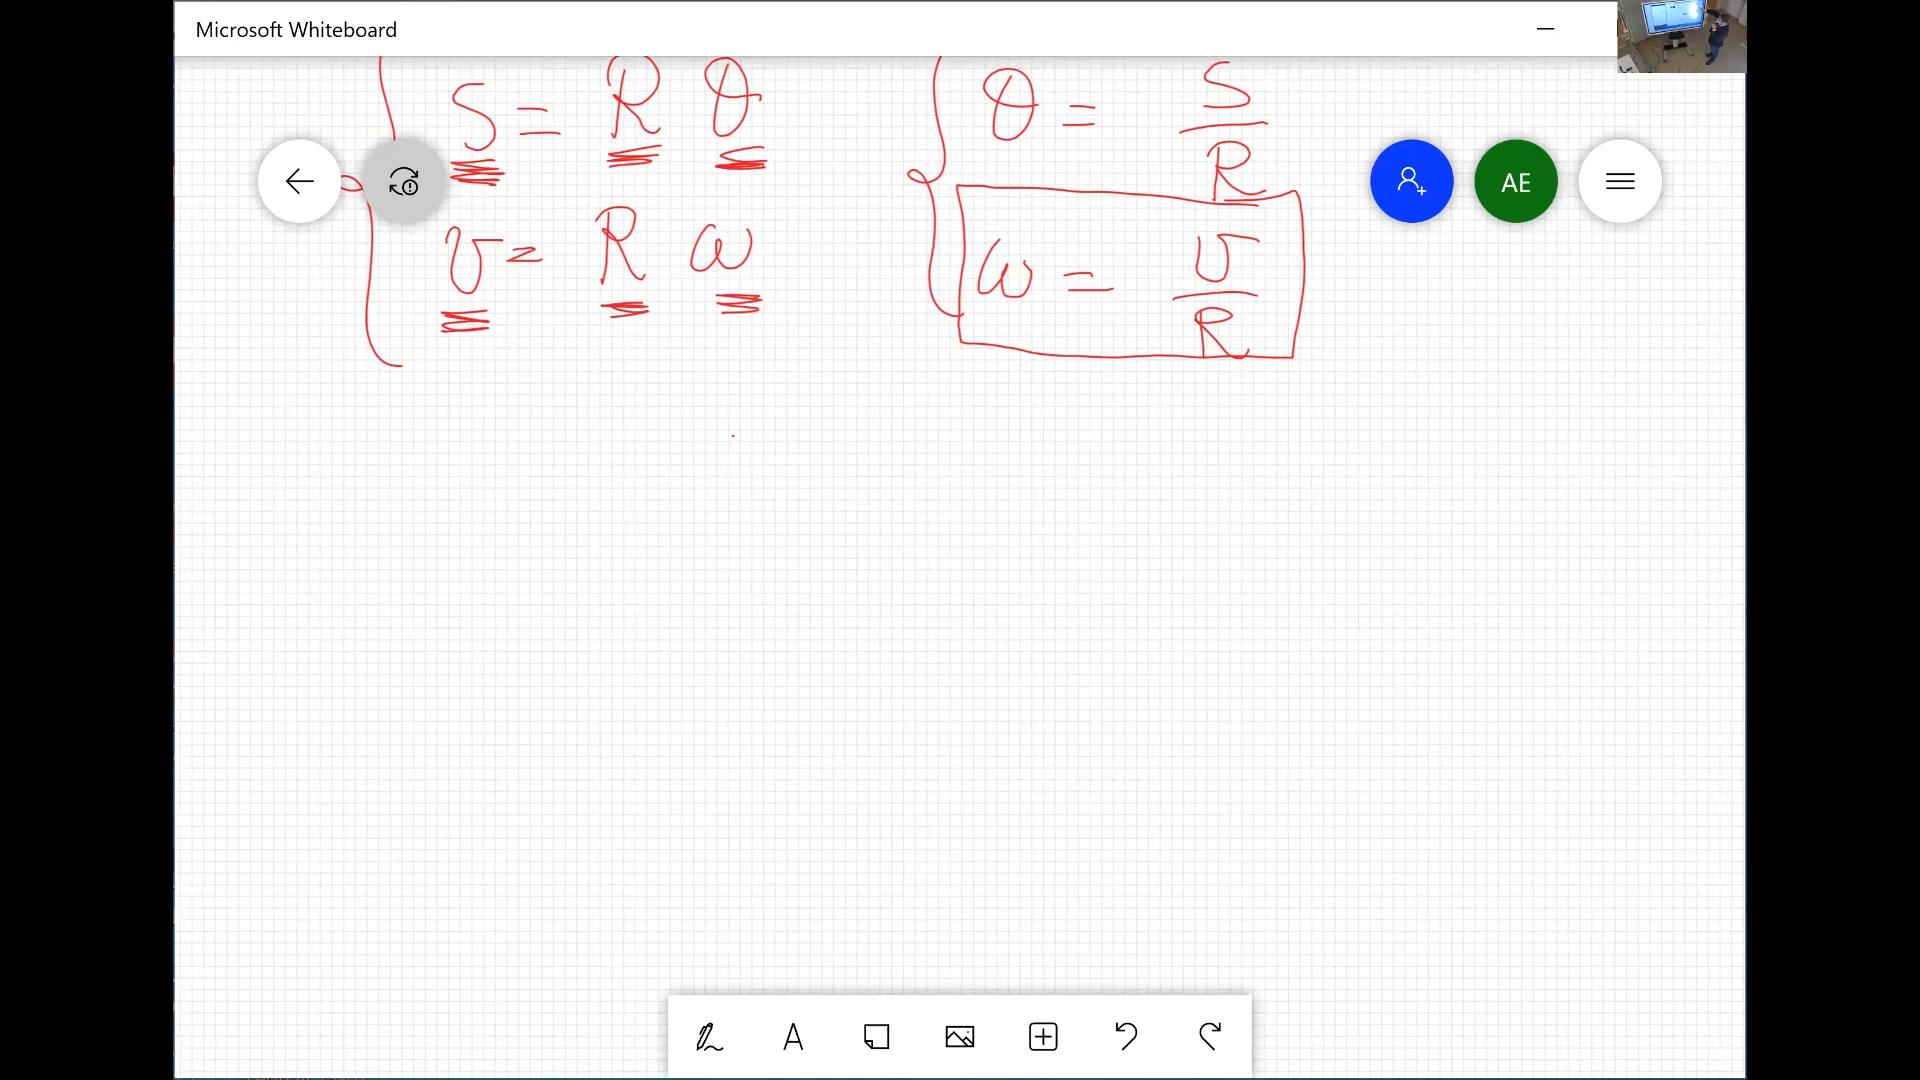 Microsoft Whiteboard
S = R θ
θ = S / R
AE
v = R ω
ω = v / R